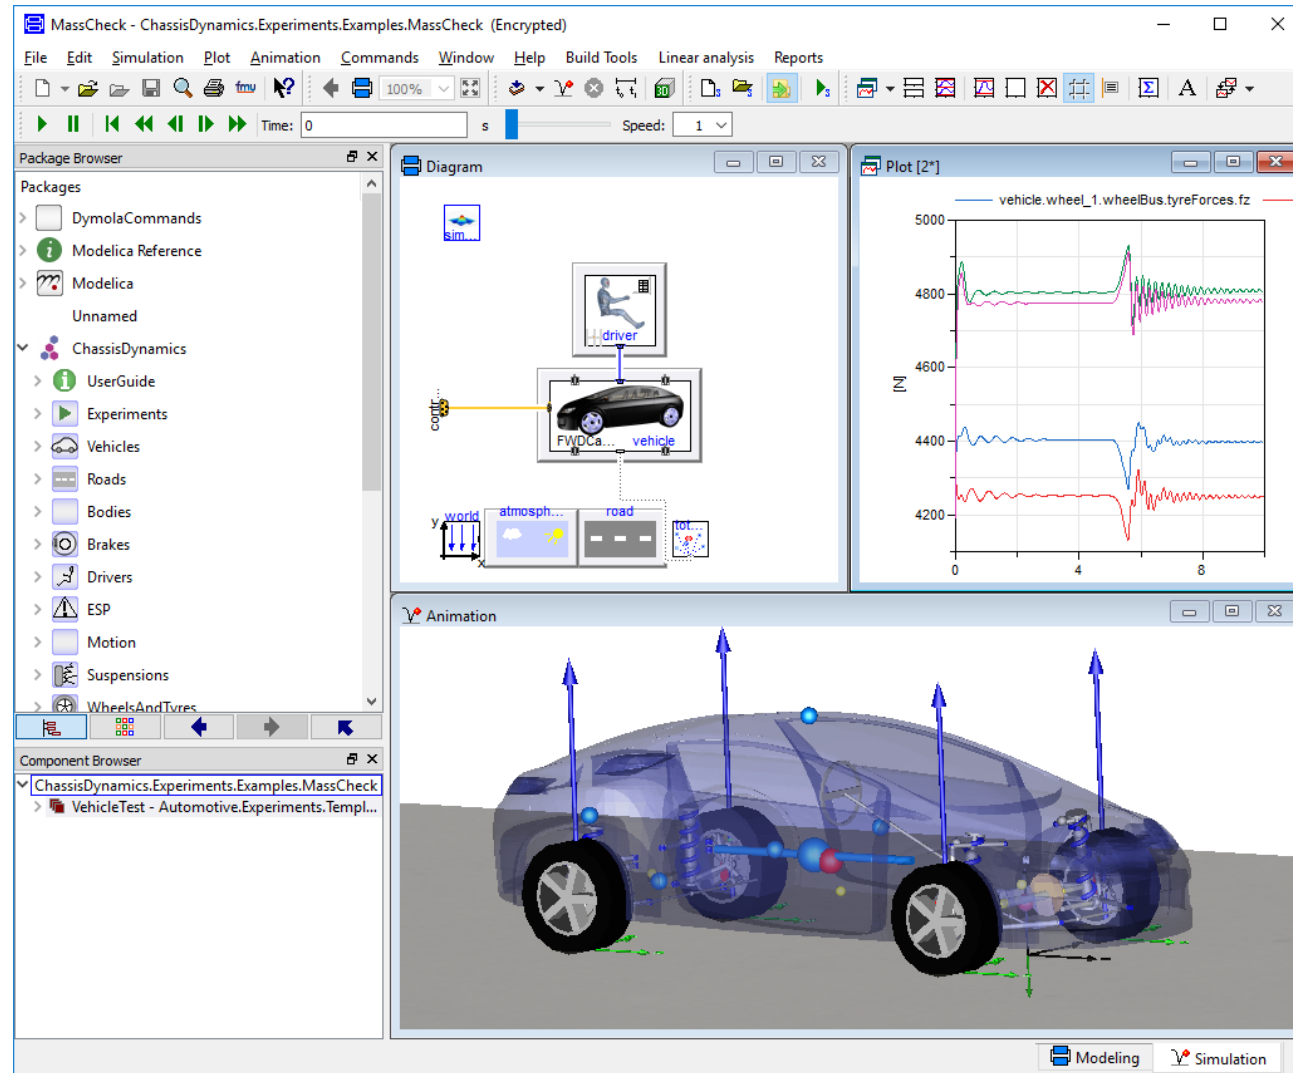 MassCheck - ChassisDynamics.Experiments.Examples.MassCheck (Encrypted)
File Edit Simulation Plot Animation Commands Window Help Build Tools Linear analysis Reports
fmu 100% 3D A
Time: 0 s Speed: 1
Package Browser
Packages
DymolaCommands
Modelica Reference
Modelica
Unnamed
ChassisDynamics
UserGuide
Experiments
Vehicles
Roads
Bodies
Brakes
Drivers
ESP
Motion
Suspensions
WheelsAndTyres
Component Browser
ChassisDynamics.Experiments.Examples.MassCheck
VehicleTest - Automotive.Experiments.Templ...
Diagram
sim...
driver
contr...
FWDCa... vehicle
y world x
atmosph...
road
tot...
Plot [2*]
vehicle.wheel_1.wheelBus.tyreForces.fz
5000
4800
4600
4400
4200
[N]
0 4 8
Animation
Modeling Simulation